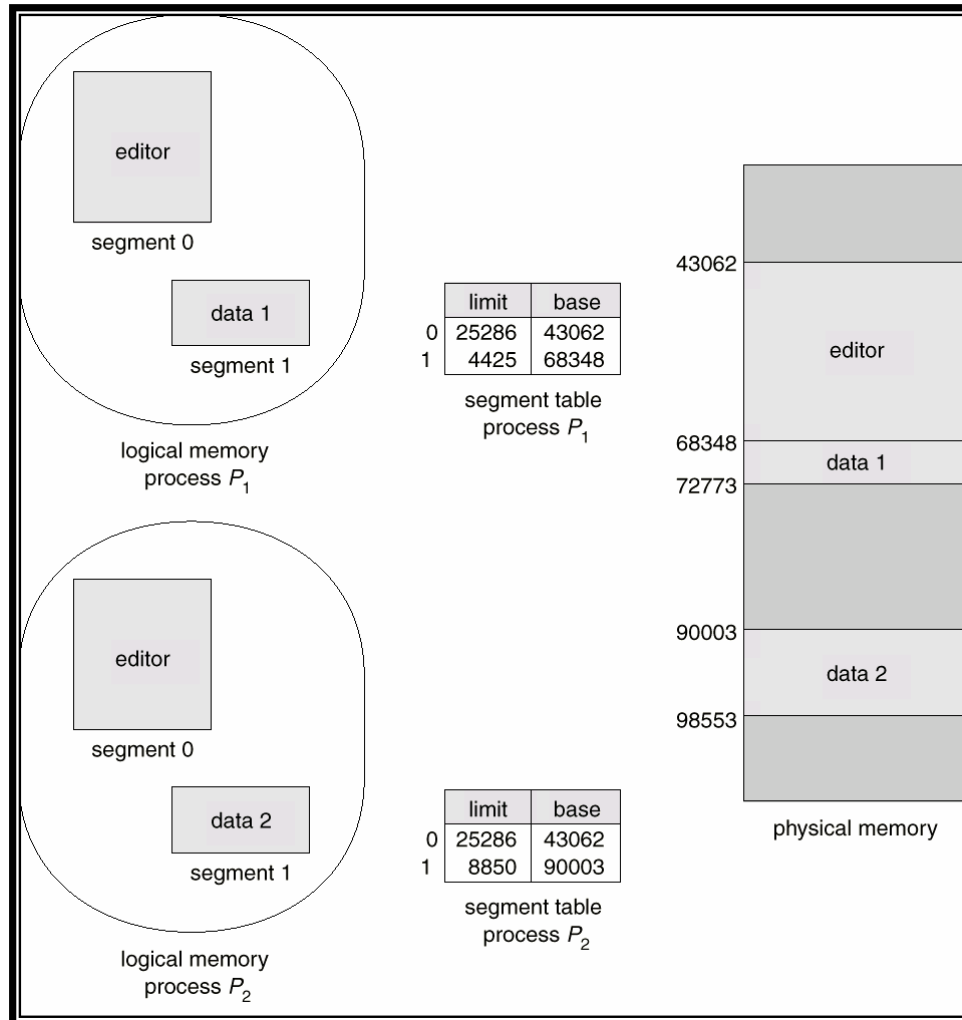 editor
segment 0
data 1
segment 1
logical memory
process P1
limit base
0 25286 43062
1 4425 68348
segment table
process P1
editor
segment 0
data 2
segment 1
logical memory
process P2
limit base
0 25286 43062
1 8850 90003
segment table
process P2
43062
editor
68348
data 1
72773
90003
data 2
98553
physical memory